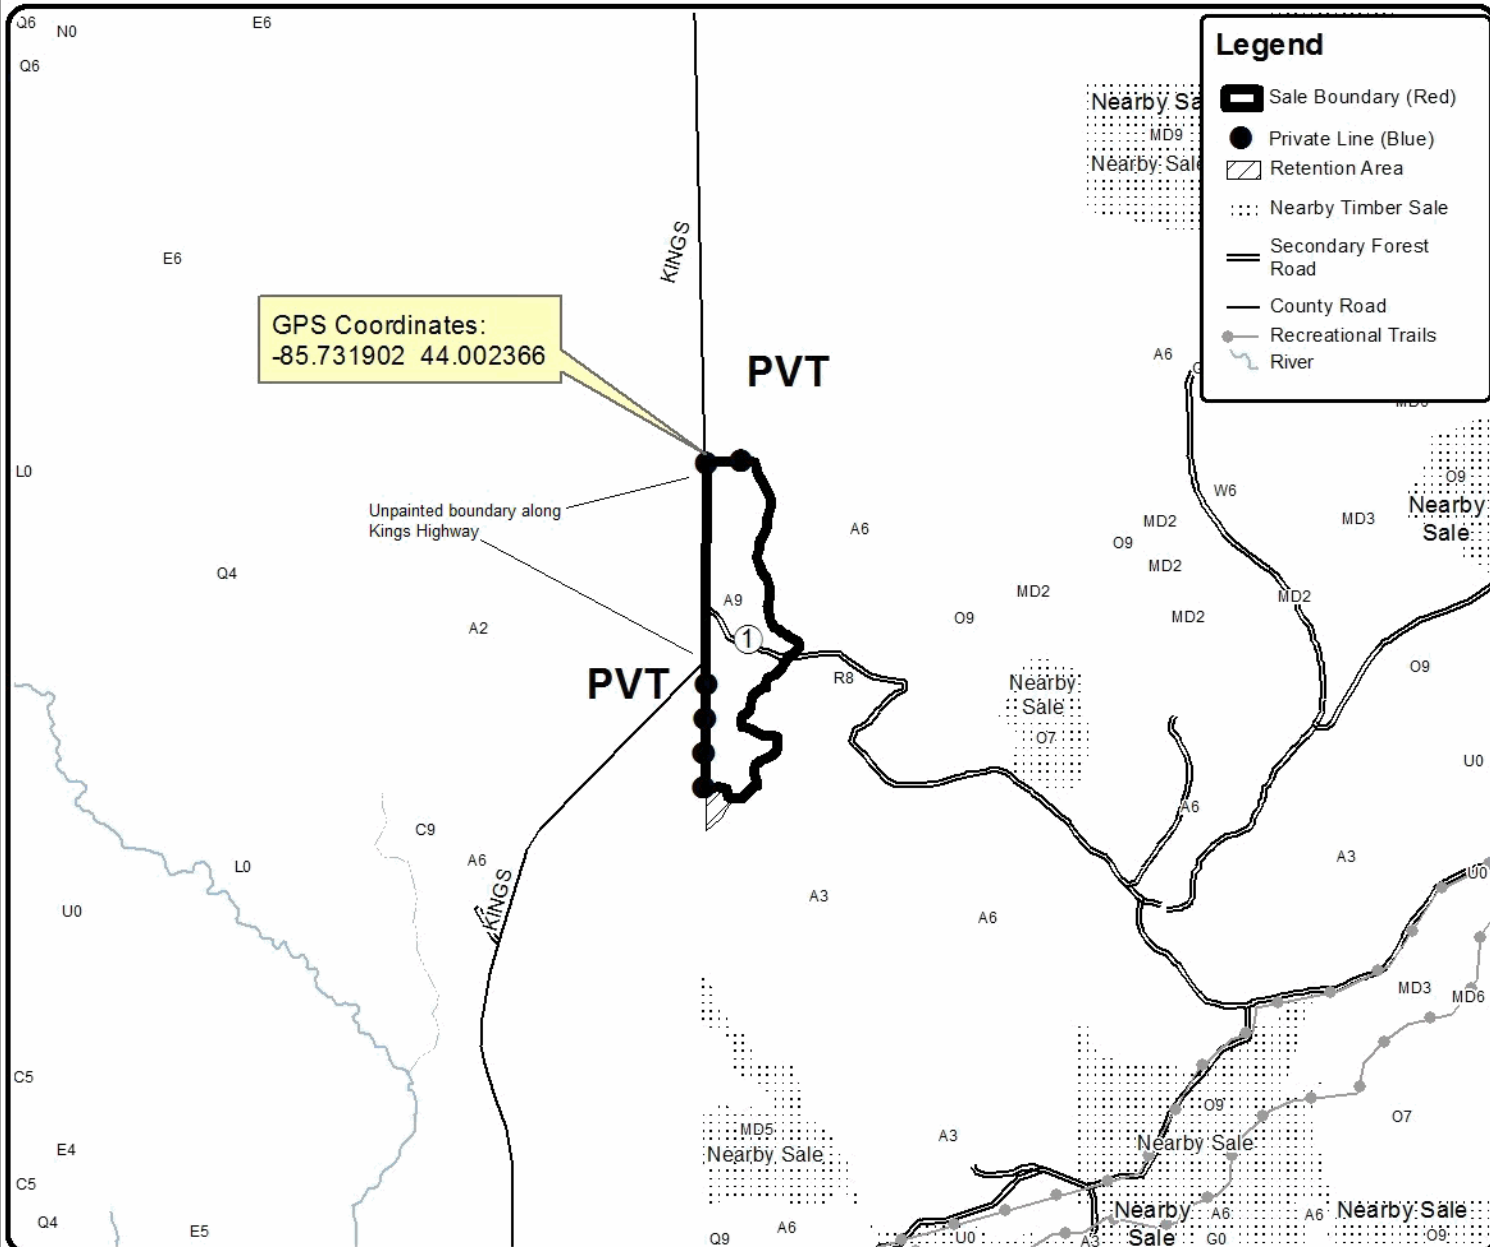 Q6
N0
E6
Q6
Legend
Sale Boundary (Red)
Private Line (Blue)
Retention Area
Nearby Timber Sale
Secondary Forest
Road
County Road
Recreational Trails
River
Nearby Sa
MD9
Nearby Sale
KINGS
E6
GPS Coordinates:
-85.731902 44.002366
PVT
A6
L0
Unpainted boundary along
Kings Highway
A6
W6
MD2
O9
MD2
MD3
O9
Nearby
Sale
Q4
A2
A9
1
O9
MD2
MD2
MD2
O9
PVT
R8
Nearby
Sale
O7
U0
C9
A6
KINGS
L0
U0
A3
A6
A6
A3
U0
MD3
MD6
C5
E4
C5
Q4
E5
MD5
Nearby Sale
A3
O9
Nearby Sale
O7
Q9
A6
U0
A3
Nearby
Sale
A6
G0
A6
Nearby Sale
O9